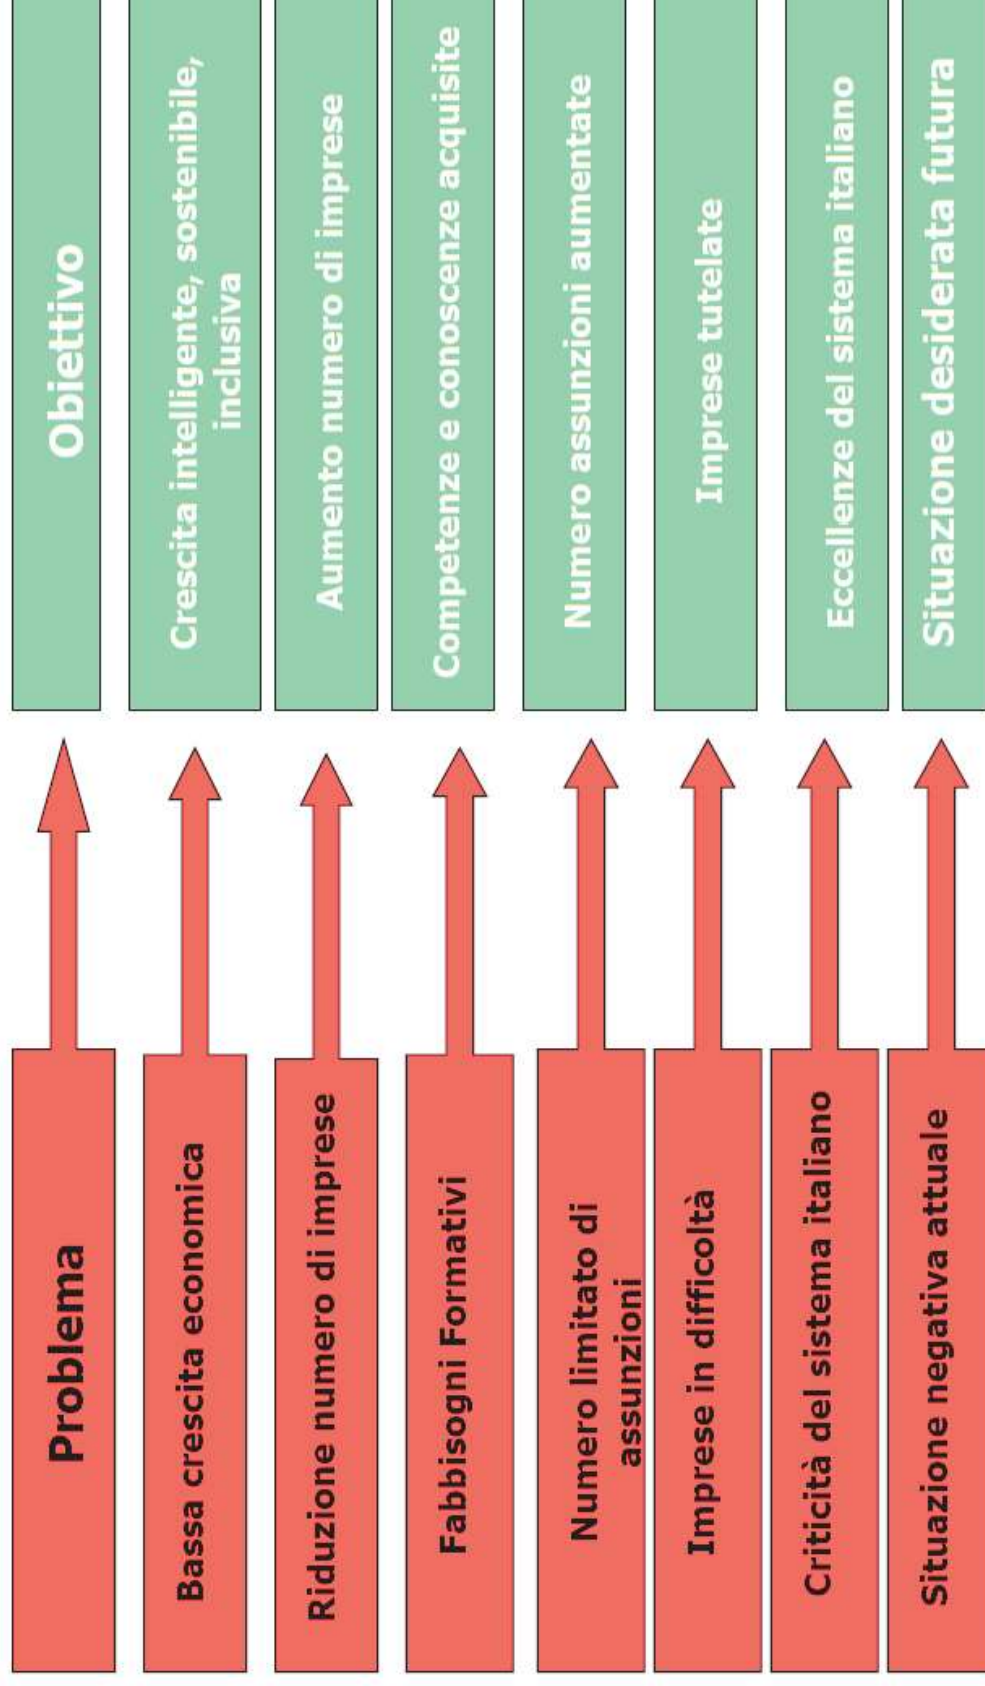 Problema
Obiettivo
Bassa crescita economica
Crescita intelligente, sostenibile,
inclusiva
Riduzione numero di imprese
Aumento numero di imprese
Fabbisogni Formativi
Competenze e conoscenze acquisite
Numero limitato di
assunzioni
Numero assunzioni aumentate
Imprese in difficoltà
Imprese tutelate
Criticità del sistema italiano
Eccellenze del sistema italiano
Situazione negativa attuale
Situazione desiderata futura